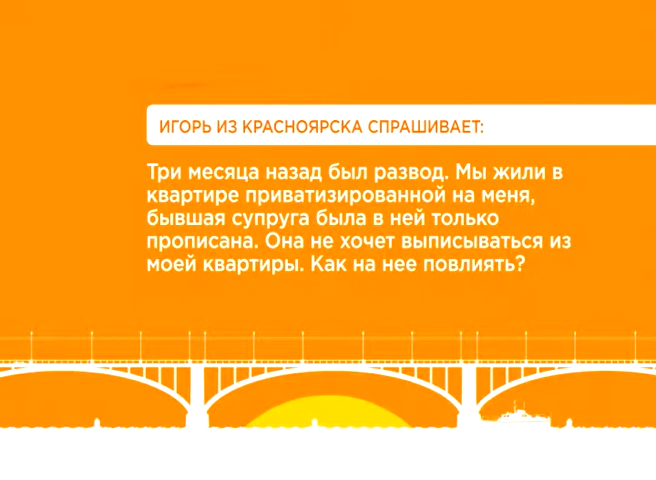 ИГОРЬ ИЗ КРАСНОЯРСКА СПРАШИВАЕТ:
Три месяца назад был развод. Мы жили в
квартире приватизированной на меня,
бывшая супруга была в ней только
прописана. Она не хочет выписываться из
моей квартиры. Как на нее повлиять?